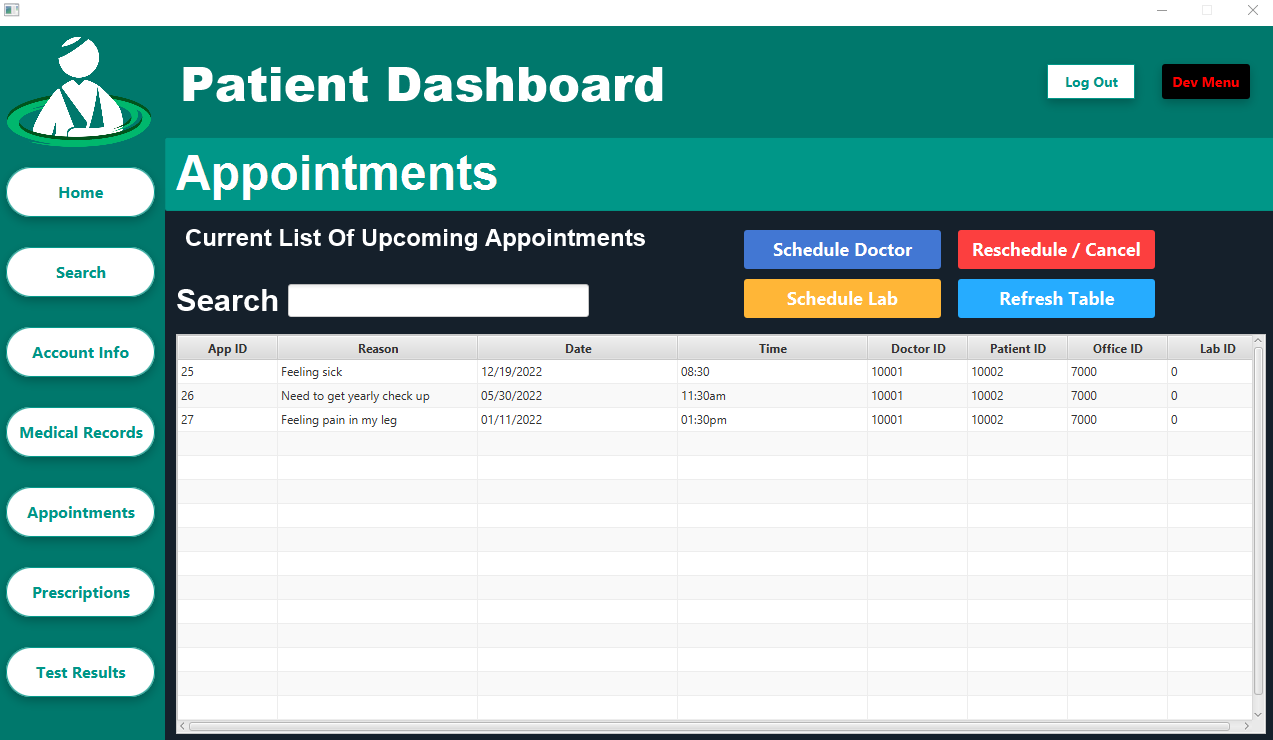 Patient Dashboard
Log Out
Dev Menu
Appointments
Home
Search
Account Info
Medical Records
Appointments
Prescriptions
Test Results
Current List Of Upcoming Appointments
Schedule Doctor
Reschedule / Cancel
Search
Schedule Lab
Refresh Table
App ID Reason Date Time Doctor ID Patient ID Office ID Lab ID
25 Feeling sick 12/19/2022 08:30 10001 10002 7000 0
26 Need to get yearly check up 05/30/2022 11:30am 10001 10002 7000 0
27 Feeling pain in my leg 01/11/2022 01:30pm 10001 10002 7000 0